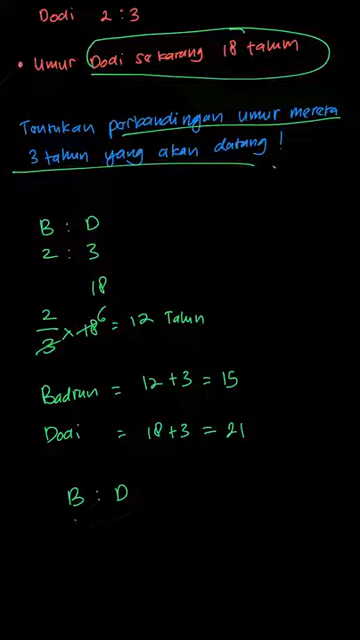 Dodi 2 : 3
• Umur Dodi sekarang 18 tahun
Tentukan perbandingan umur mereka
3 tahun yang akan datang !
B : D
2 : 3
18
2/3 × 18 6 = 12 Tahun
Badrun = 12 + 3 = 15
Dodi = 18 + 3 = 21
B : D